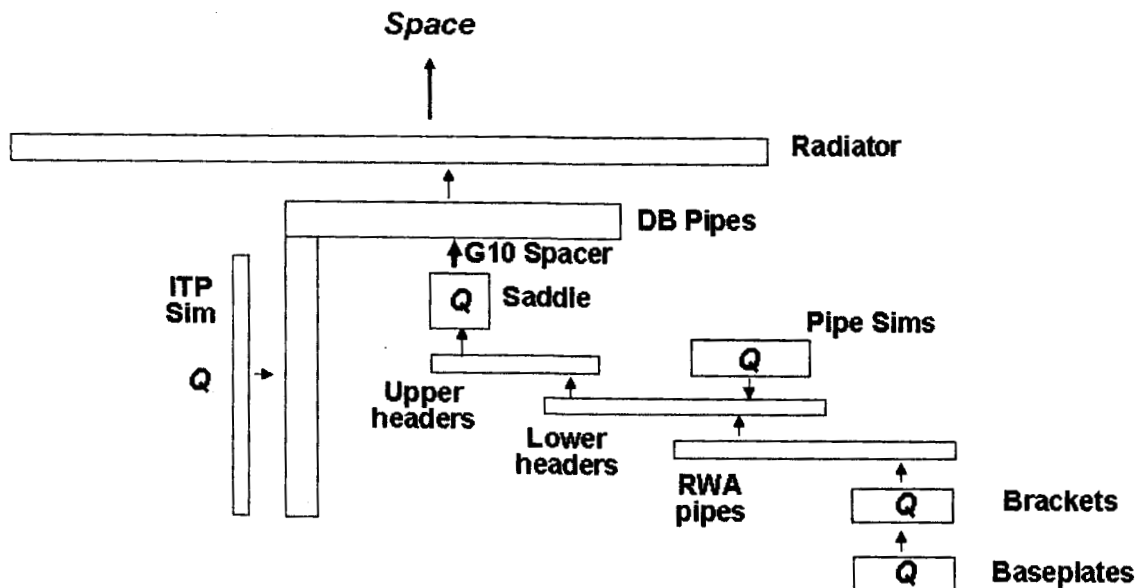 Space
Radiator
DB Pipes
G10 Spacer
ITP
Sim
Q
Q
Saddle
Pipe Sims
Q
Upper
headers
Lower
headers
RWA
pipes
Q
Brackets
Q
Baseplates